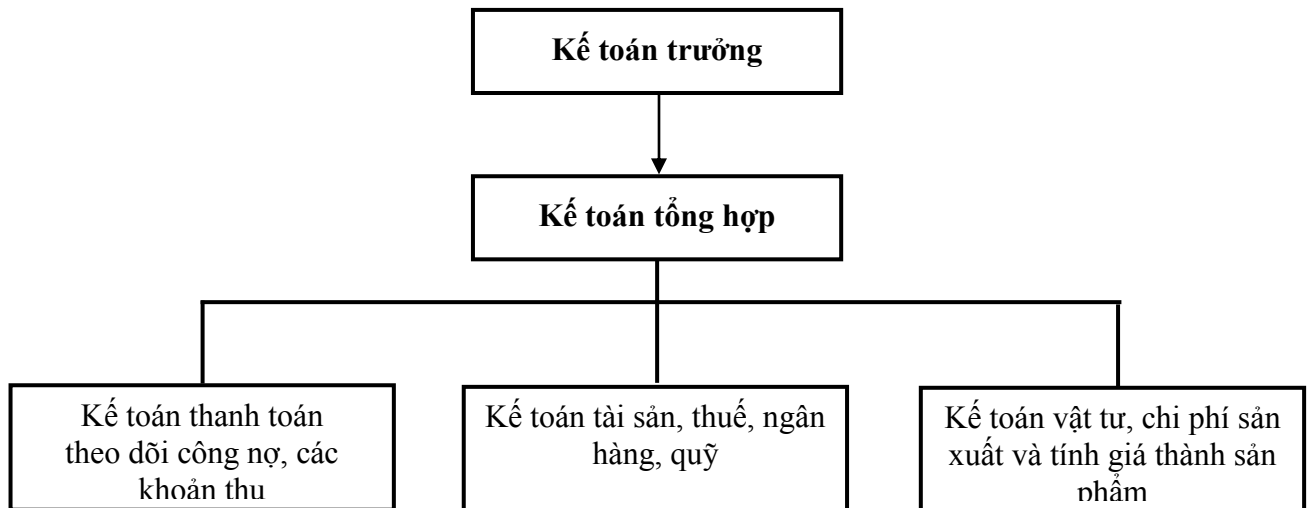 Kế toán trưởng
Kế toán tổng hợp
Kế toán thanh toán
theo dõi công nợ, các
khoản thu
Kế toán tài sản, thuế, ngân
hàng, quỹ
Kế toán vật tư, chi phí sản
xuất và tính giá thành sản
phẩm